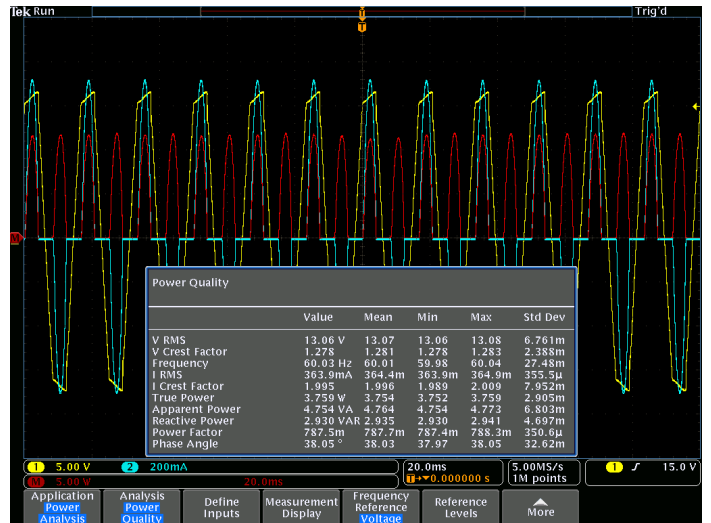 Tek Run Trig'd
T
T
M
Power Quality
Value Mean Min Max Std Dev
V RMS 13.06 V 13.07 13.06 13.08 6.761m
V Crest Factor 1.278 1.281 1.278 1.283 2.388m
Frequency 60.03 Hz 60.01 59.98 60.04 27.48m
I RMS 363.9mA 364.4m 363.9m 364.9m 355.5µ
I Crest Factor 1.995 1.996 1.989 2.009 7.952m
True Power 3.759 W 3.754 3.752 3.759 2.905m
Apparent Power 4.754 VA 4.764 4.754 4.773 6.803m
Reactive Power 2.930 VAR 2.935 2.930 2.941 4.697m
Power Factor 787.5m 787.7m 787.4m 788.3m 350.6µ
Phase Angle 38.05 ° 38.03 37.97 38.05 32.62m
1 5.00 V 2 200mA 20.0ms 5.00MS/s 1 15.0 V
M 5.00 W 20.0ms T 0.000000 s 1M points
Application Power Analysis
Analysis Power Quality
Define Inputs
Measurement Display
Frequency Reference Voltage
Reference Levels
More